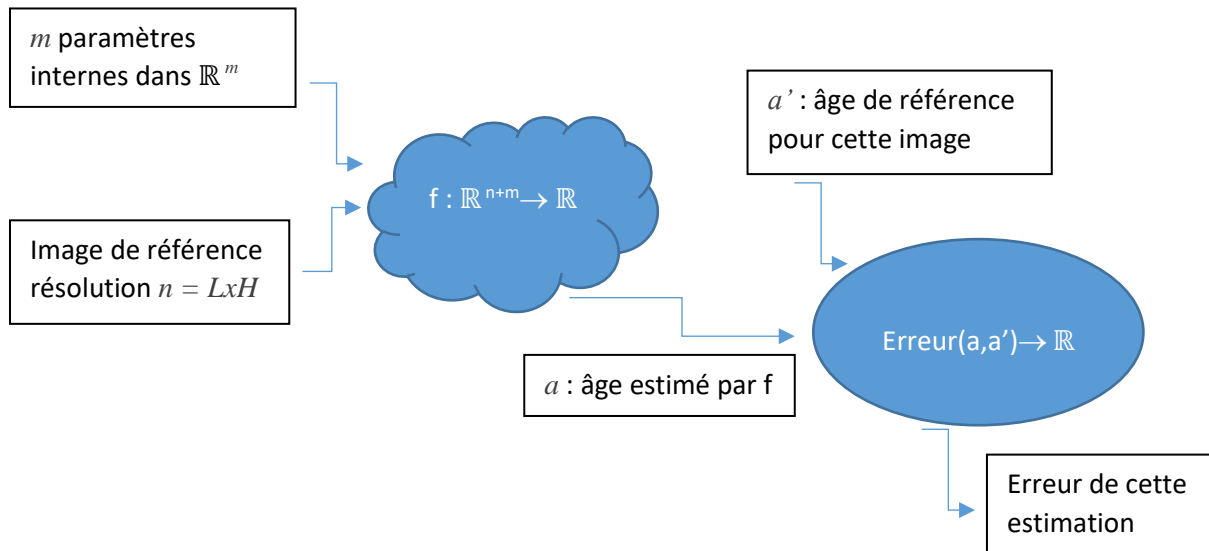 m paramètres
internes dans ℝ m
Image de référence
résolution n = LxH
f : ℝ n+m→ ℝ
a’ : âge de référence
pour cette image
a : âge estimé par f
Erreur(a,a’)→ ℝ
Erreur de cette
estimation